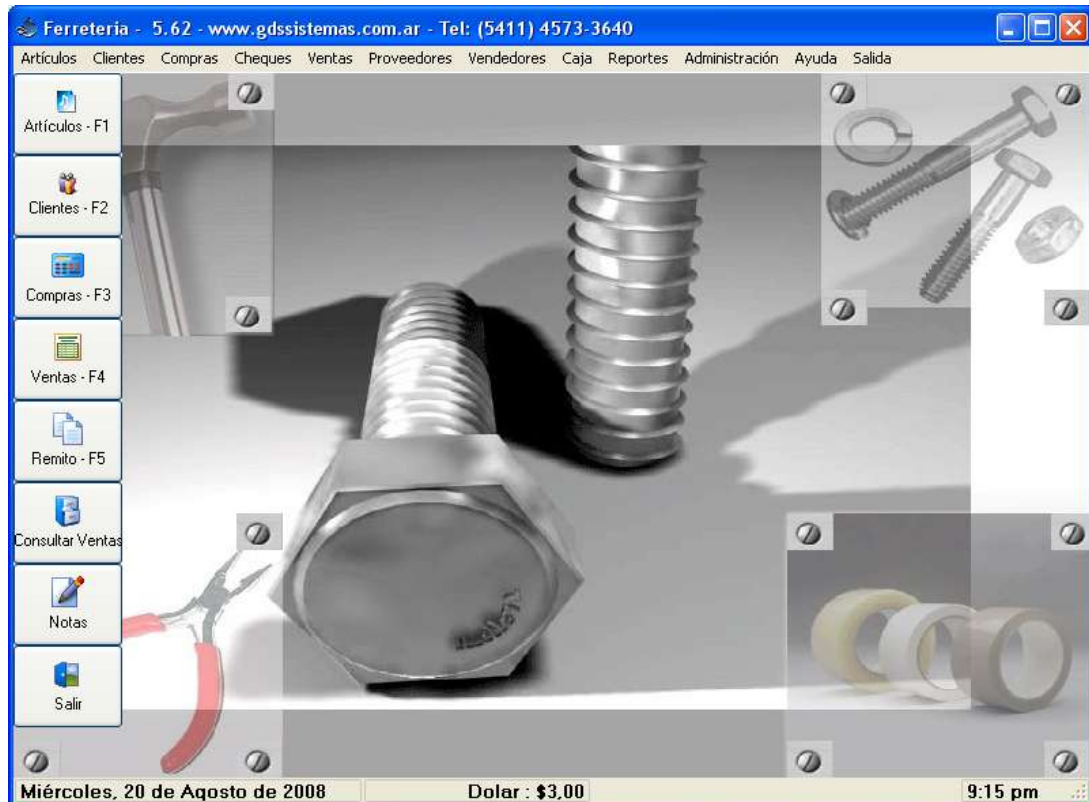 Ferreteria - 5.62 - www.gdssistemas.com.ar - Tel: (5411) 4573-3640
Artículos Clientes Compras Cheques Ventas Proveedores Vendedores Caja Reportes Administración Ayuda Salida
Artículos - F1
Clientes - F2
Compras - F3
Ventas - F4
Remito - F5
Consultar Ventas
Notas
Salir
Miércoles, 20 de Agosto de 2008 Dolar : $3,00 9:15 pm